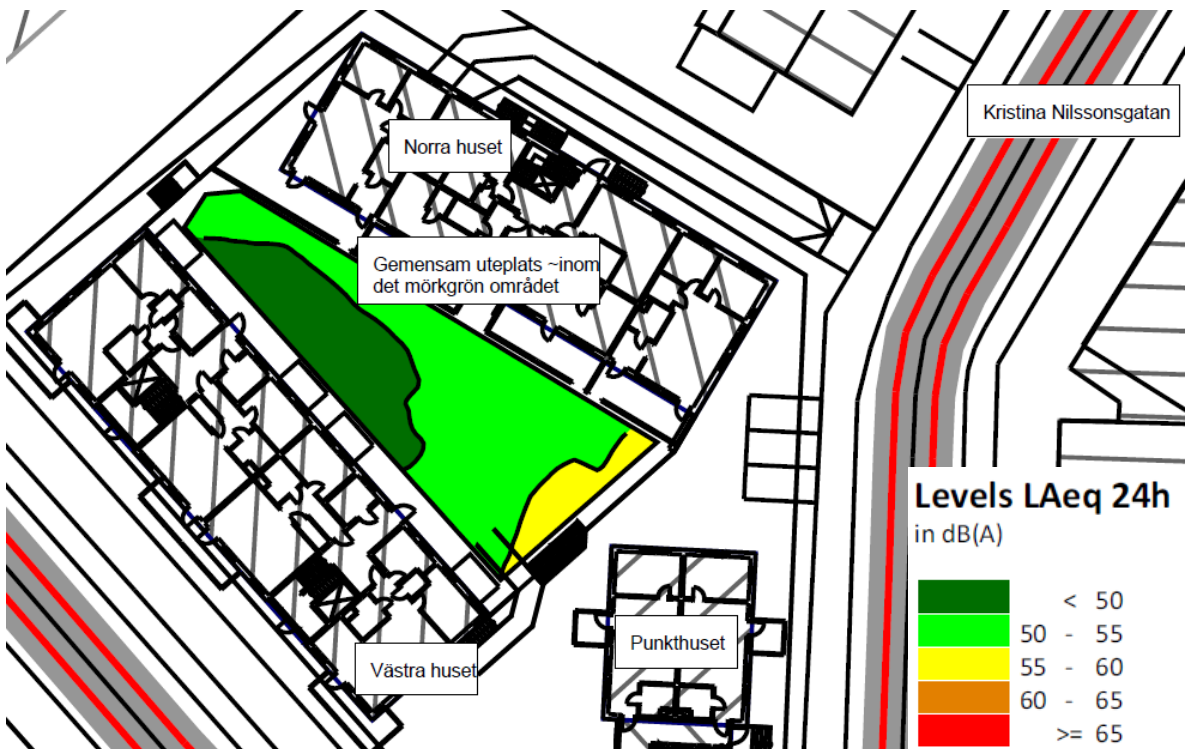 Kristina Nilssonsgatan
Norra huset
Gemensam uteplats ~inom
det mörkgrön området
Punkthuset
Västra huset
Levels LAeq 24h
in dB(A)
< 50
50 - 55
55 - 60
60 - 65
>= 65